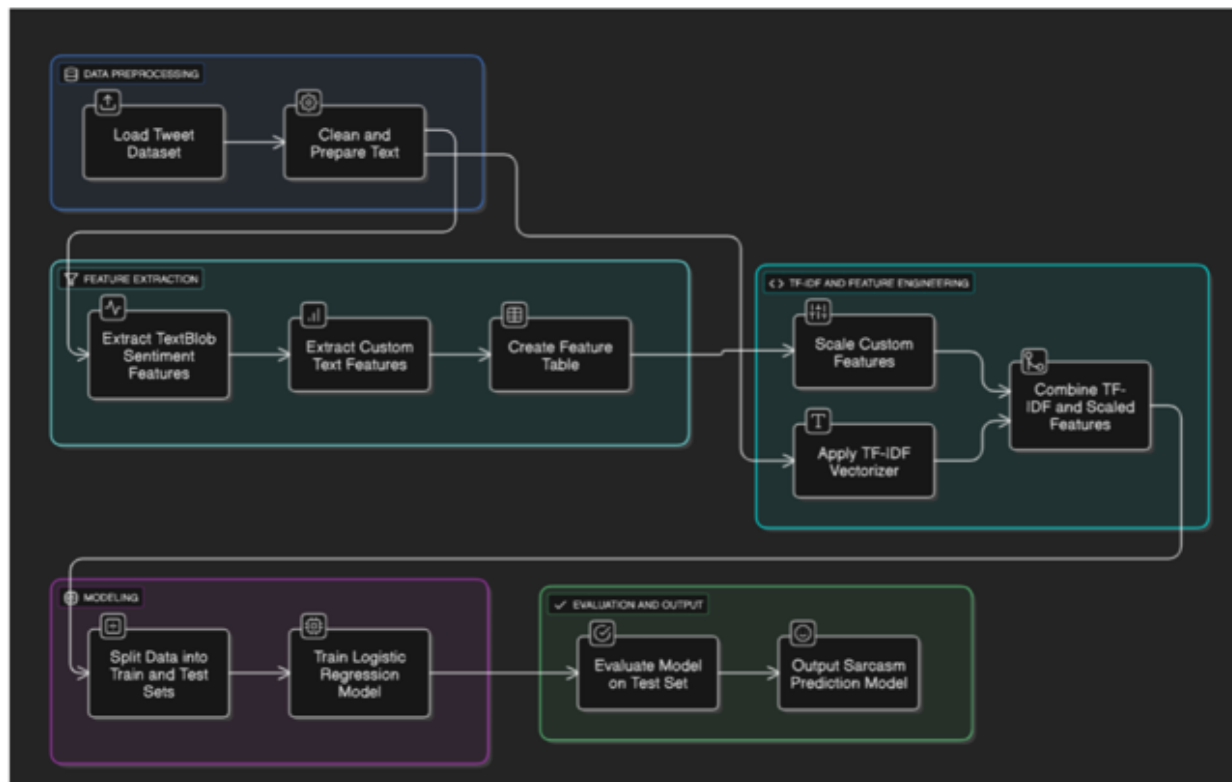 DATA PREPROCESSING
Load Tweet
Dataset
Clean and
Prepare Text
FEATURE EXTRACTION
Extract TextBlob
Sentiment
Features
Extract Custom
Text Features
Create Feature
Table
TF-IDF AND FEATURE ENGINEERING
Scale Custom
Features
Apply TF-IDF
Vectorizer
Combine TF-
IDF and Scaled
Features
MODELING
Split Data into
Train and Test
Sets
Train Logistic
Regression
Model
EVALUATION AND OUTPUT
Evaluate Model
on Test Set
Output Sarcasm
Prediction Model